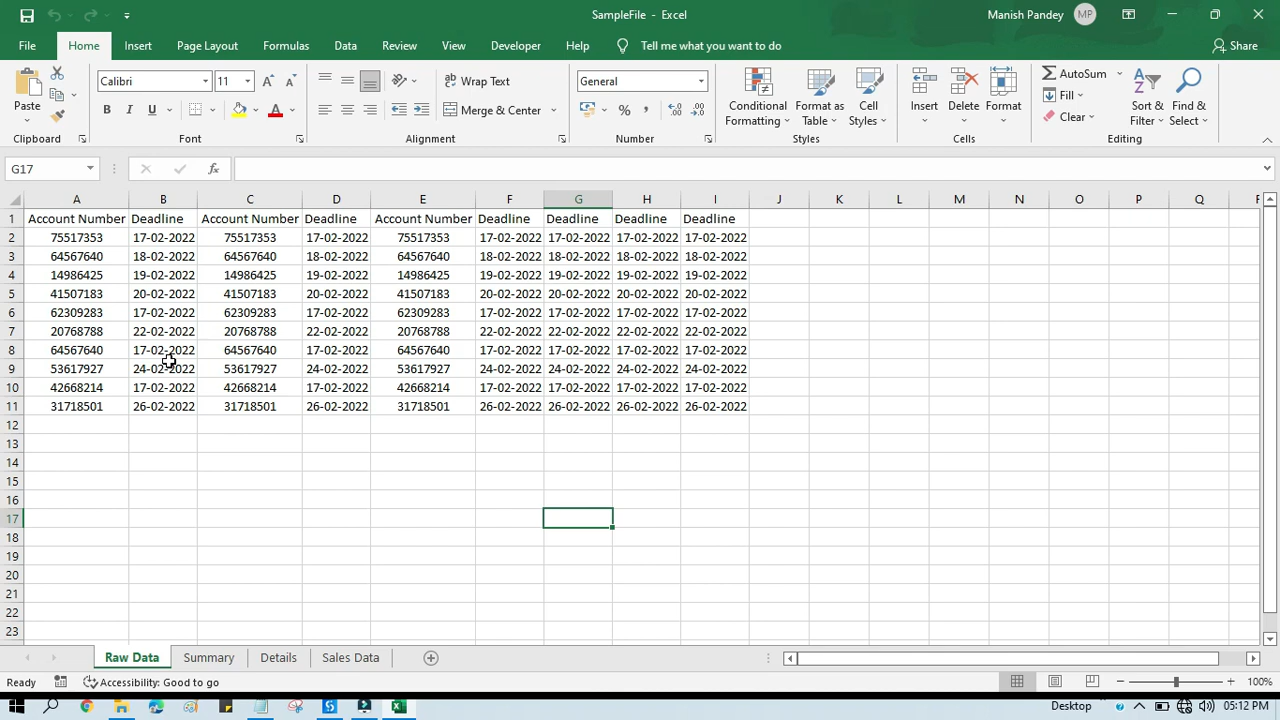 SampleFile - Excel
Manish Pandey MP
File Home Insert Page Layout Formulas Data Review View Developer Help Tell me what you want to do Share
Calibri 11 Wrap Text General AutoSum
Fill
Paste B I U Merge & Center Conditional Formatting Format as Table Cell Styles Insert Delete Format Clear Sort & Filter Find & Select
Clipboard Font Alignment Number Styles Cells Editing
G17 fx
A B C D E F G H I J K L M N O P Q
1 Account Number Deadline Account Number Deadline Account Number Deadline Deadline Deadline Deadline
2 75517353 17-02-2022 75517353 17-02-2022 75517353 17-02-2022 17-02-2022 17-02-2022 17-02-2022
3 64567640 18-02-2022 64567640 18-02-2022 64567640 18-02-2022 18-02-2022 18-02-2022 18-02-2022
4 14986425 19-02-2022 14986425 19-02-2022 14986425 19-02-2022 19-02-2022 19-02-2022 19-02-2022
5 41507183 20-02-2022 41507183 20-02-2022 41507183 20-02-2022 20-02-2022 20-02-2022 20-02-2022
6 62309283 17-02-2022 62309283 17-02-2022 62309283 17-02-2022 17-02-2022 17-02-2022 17-02-2022
7 20768788 22-02-2022 20768788 22-02-2022 20768788 22-02-2022 22-02-2022 22-02-2022 22-02-2022
8 64567640 17-02-2022 64567640 17-02-2022 64567640 17-02-2022 17-02-2022 17-02-2022 17-02-2022
9 53617927 24-02-2022 53617927 24-02-2022 53617927 24-02-2022 24-02-2022 24-02-2022 24-02-2022
10 42668214 17-02-2022 42668214 17-02-2022 42668214 17-02-2022 17-02-2022 17-02-2022 17-02-2022
11 31718501 26-02-2022 31718501 26-02-2022 31718501 26-02-2022 26-02-2022 26-02-2022 26-02-2022
12
13
14
15
16
17
18
19
20
21
22
23
Raw Data Summary Details Sales Data
Ready Accessibility: Good to go 100%
Desktop 05:12 PM